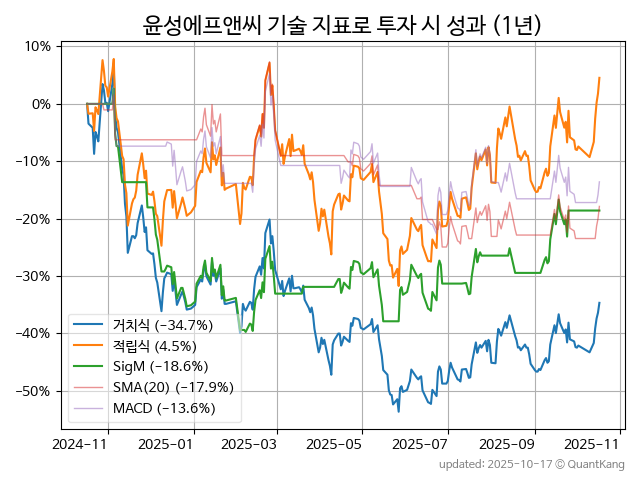 윤성에프앤씨 기술 지표로 투자 시 성과 (1년)
10%
0%
−10%
−20%
−30%
−40%
−50%
거치식 (−34.7%)
적립식 (4.5%)
SigM (−18.6%)
SMA(20) (−17.9%)
MACD (−13.6%)
2024-11 2025-01 2025-03 2025-05 2025-07 2025-09 2025-11
updated: 2025-10-17 © QuantKang